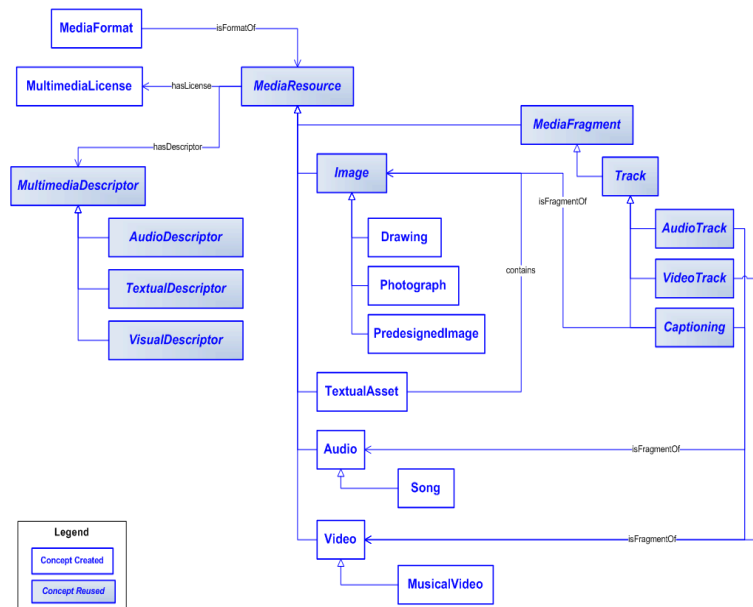 MediaFormat
isFormatOf
MultimediaLicense
hasLicense
MediaResource
MediaFragment
hasDescriptor
MultimediaDescriptor
Image
Track
isFragmentOf
AudioDescriptor
Drawing
AudioTrack
TextualDescriptor
Photograph
contains
VideoTrack
VisualDescriptor
PredesignedImage
Captioning
TextualAsset
Audio
isFragmentOf
Song
Legend
Concept Created
Video
isFragmentOf
Concept Reused
MusicalVideo